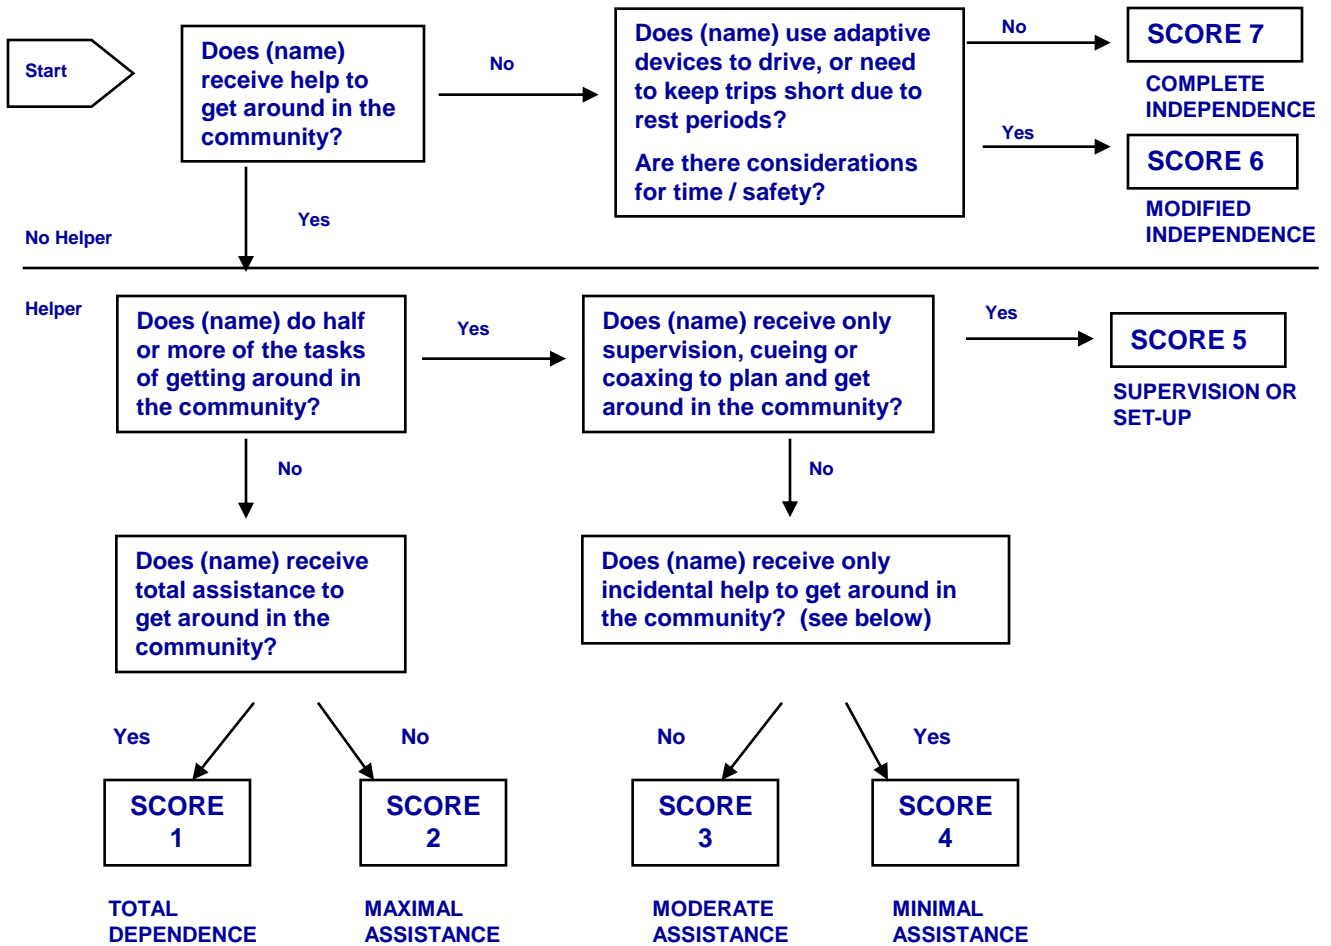 Start
Does (name)
receive help to
get around in the
community?
No
Does (name) use adaptive
devices to drive, or need
to keep trips short due to
rest periods?
Are there considerations
for time / safety?
No
SCORE 7
COMPLETE
INDEPENDENCE
Yes
SCORE 6
MODIFIED
INDEPENDENCE
Yes
No Helper
Helper
Does (name) do half
or more of the tasks
of getting around in
the community?
Yes
Does (name) receive only
supervision, cueing or
coaxing to plan and get
around in the community?
Yes
SCORE 5
SUPERVISION OR
SET-UP
No
No
Does (name) receive
total assistance to
get around in the
community?
Does (name) receive only
incidental help to get around in
the community?  (see below)
Yes
No
No
Yes
SCORE
1
SCORE
2
SCORE
3
SCORE
4
TOTAL
DEPENDENCE
MAXIMAL
ASSISTANCE
MODERATE
ASSISTANCE
MINIMAL
ASSISTANCE